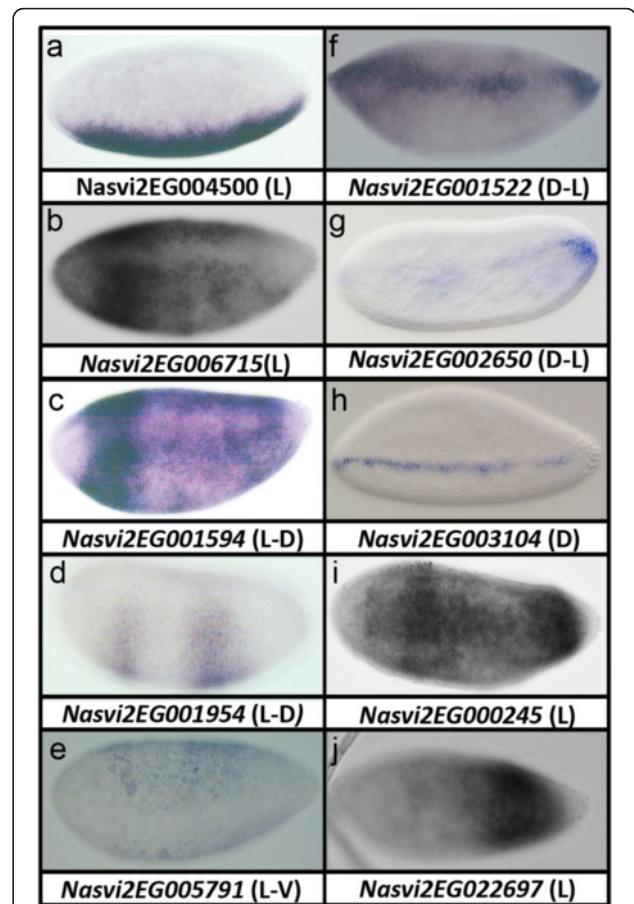 a
Nasvi2EG004500 (L)
b
Nasvi2EG006715(L)
c
Nasvi2EG001594 (L-D)
d
Nasvi2EG001954 (L-D)
e
Nasvi2EG005791 (L-V)
f
Nasvi2EG001522 (D-L)
g
Nasvi2EG002650 (D-L)
h
Nasvi2EG003104 (D)
i
Nasvi2EG000245 (L)
j
Nasvi2EG022697 (L)